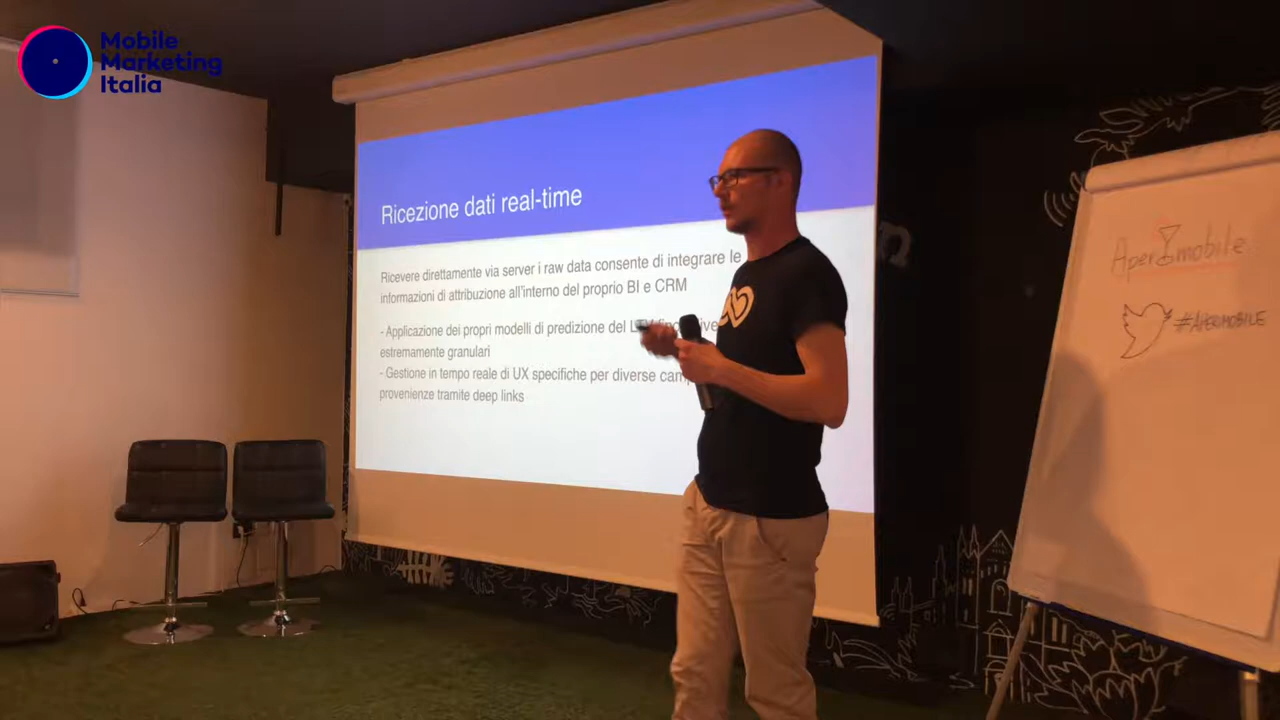 Mobile
Marketing
Italia
Ricezione dati real-time
Ricevere direttamente via server i raw data consente di integrare le
informazioni di attribuzione all'interno del proprio BI e CRM
- Applicazione dei propri modelli di predizione del
estremamente granulari
- Gestione in tempo reale di UX specifiche per diverse
provenienze tramite deep links
Aperimobile
#APERIMOBILE